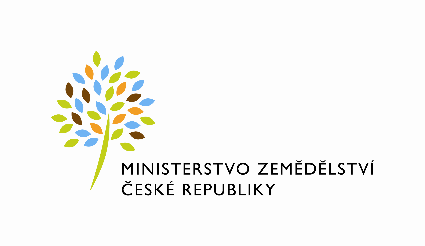 MINISTERSTVO ZEMĚDĚLSTVÍ
ČESKÉ REPUBLIKY